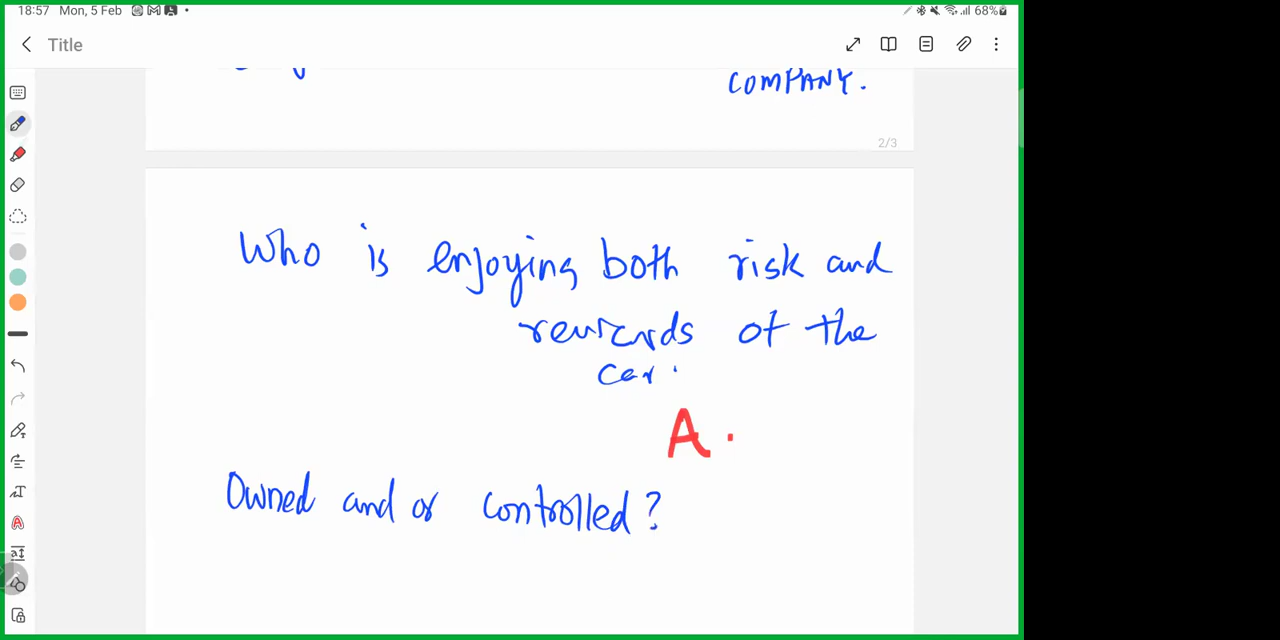 18:57 Mon, 5 Feb
68%
Title
COMPANY.
2/3
Who is enjoying both risk and
rewards of the
car.
A.
Owned and or controlled?